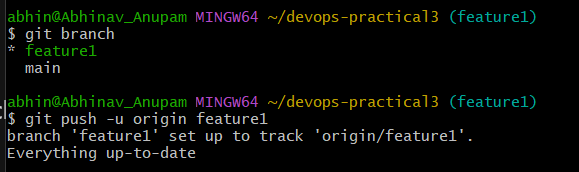 abhin@Abhinav_Anupam MINGW64 ~/devops-practical3 (feature1)
$ git branch
* feature1
  main
abhin@Abhinav_Anupam MINGW64 ~/devops-practical3 (feature1)
$ git push -u origin feature1
branch 'feature1' set up to track 'origin/feature1'.
Everything up-to-date